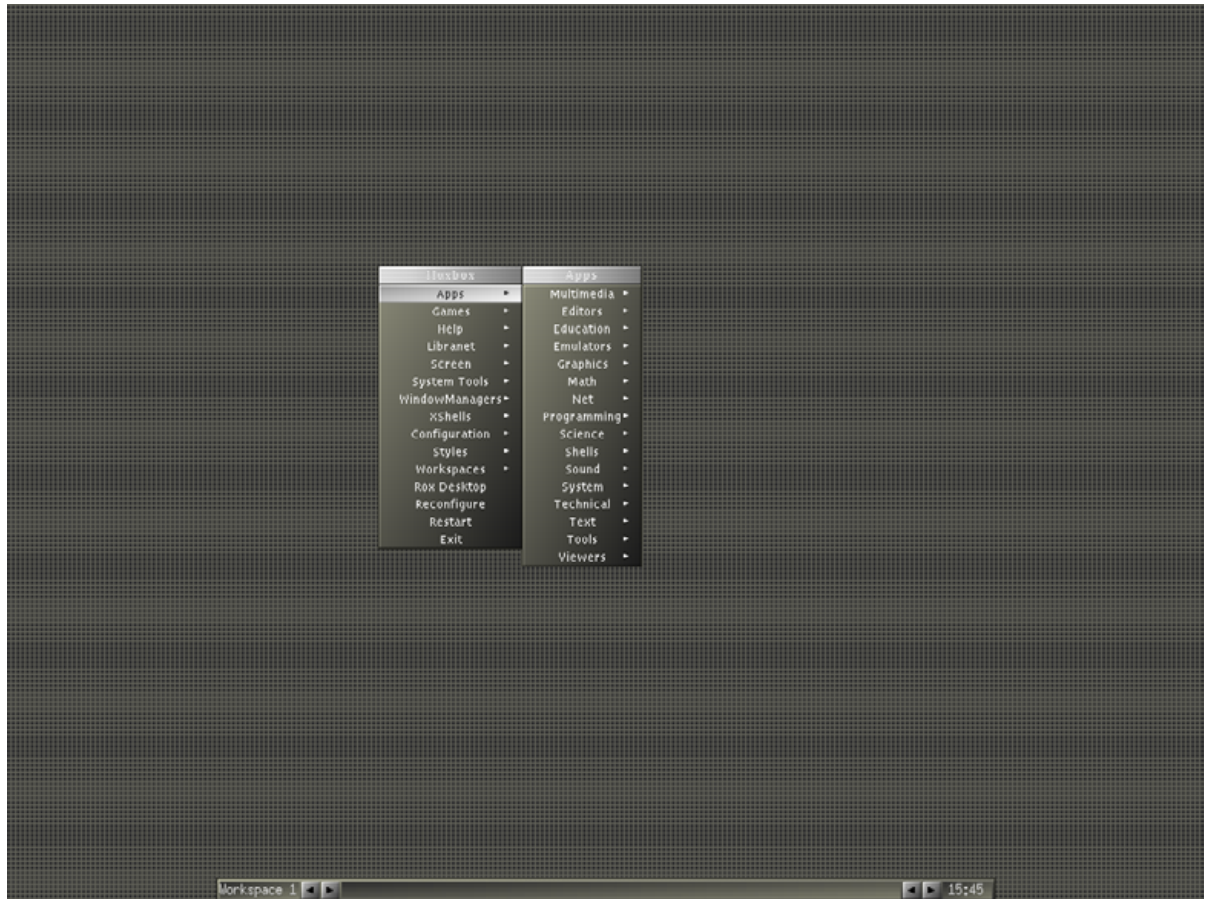 Fluxbox
Apps
Games
Help
Libranet
Screen
System Tools
WindowManagers
XShells
Configuration
Styles
Workspaces
Rox Desktop
Reconfigure
Restart
Exit
Apps
Multimedia
Editors
Education
Emulators
Graphics
Math
Net
Programming
Science
Shells
Sound
System
Technical
Text
Tools
Viewers
Workspace 1
15:45